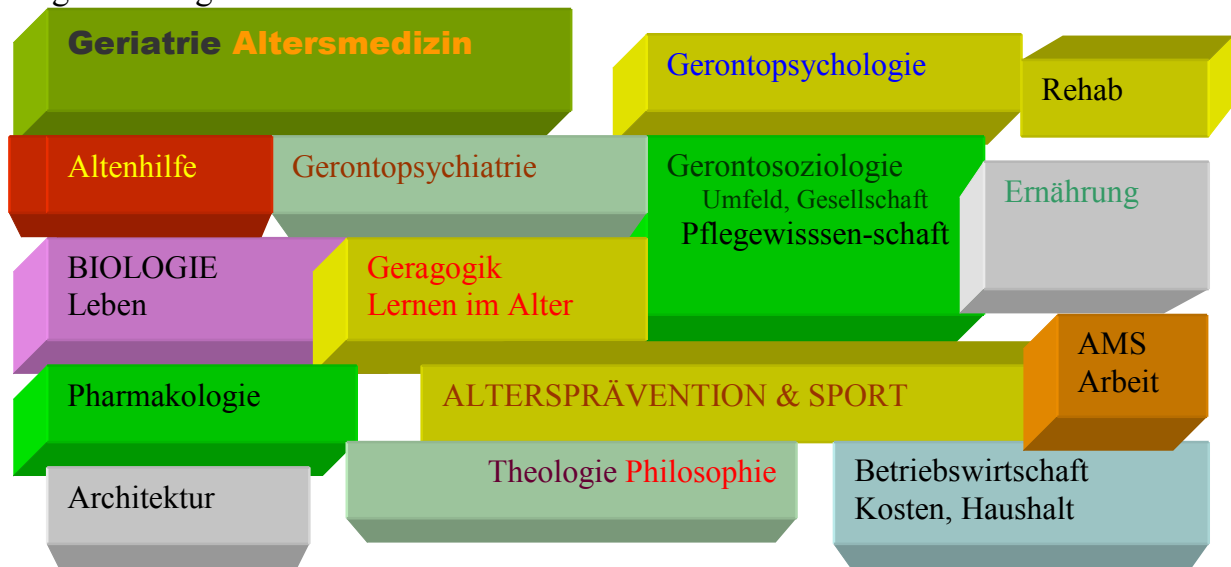 Geriatrie Altersmedizin
Gerontopsychologie
Rehab
Altenhilfe
Gerontopsychiatrie
Gerontosoziologie
Umfeld, Gesellschaft
Pflegewisssen-schaft
Ernährung
BIOLOGIE
Leben
Geragogik
Lernen im Alter
AMS
Arbeit
Pharmakologie
ALTERSPRÄVENTION & SPORT
Theologie Philosophie
Betriebswirtschaft
Kosten, Haushalt
Architektur